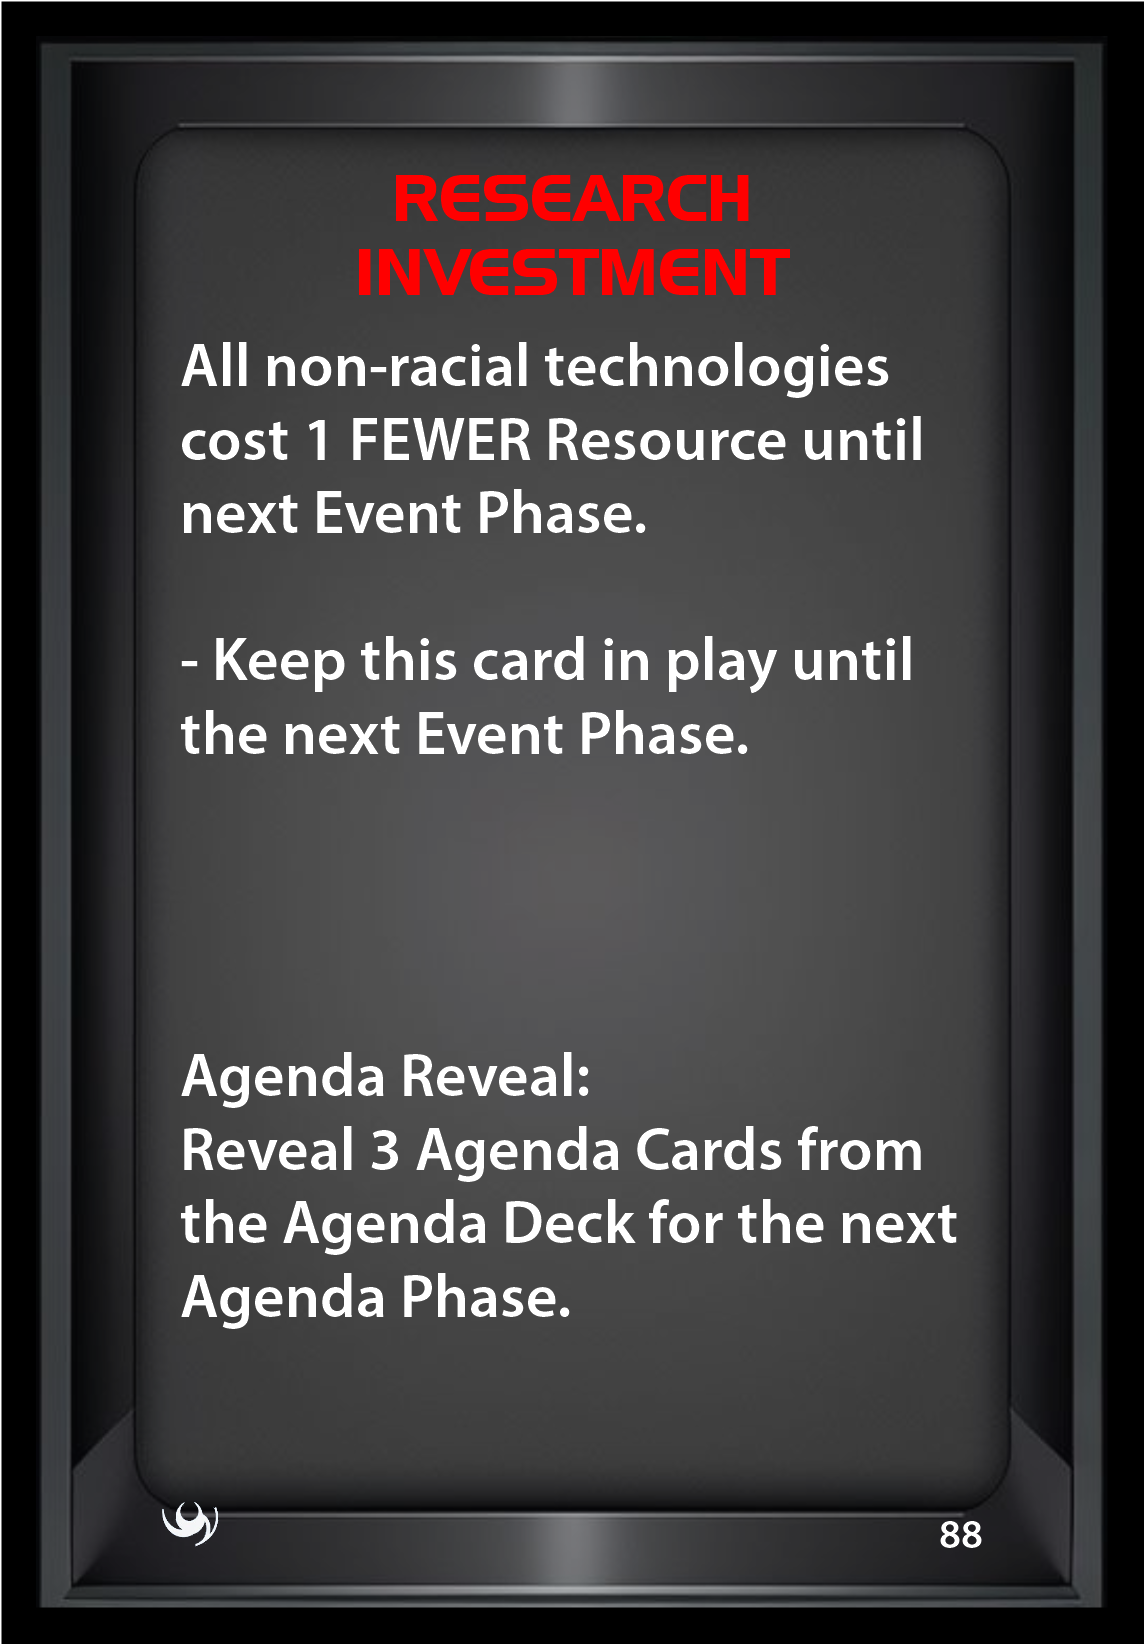 RESEARCH
INVESTMENT
All non-racial technologies
cost 1 FEWER Resource until
next Event Phase.
- Keep this card in play until
the next Event Phase.
Agenda Reveal:
Reveal 3 Agenda Cards from
the Agenda Deck for the next
Agenda Phase.
88